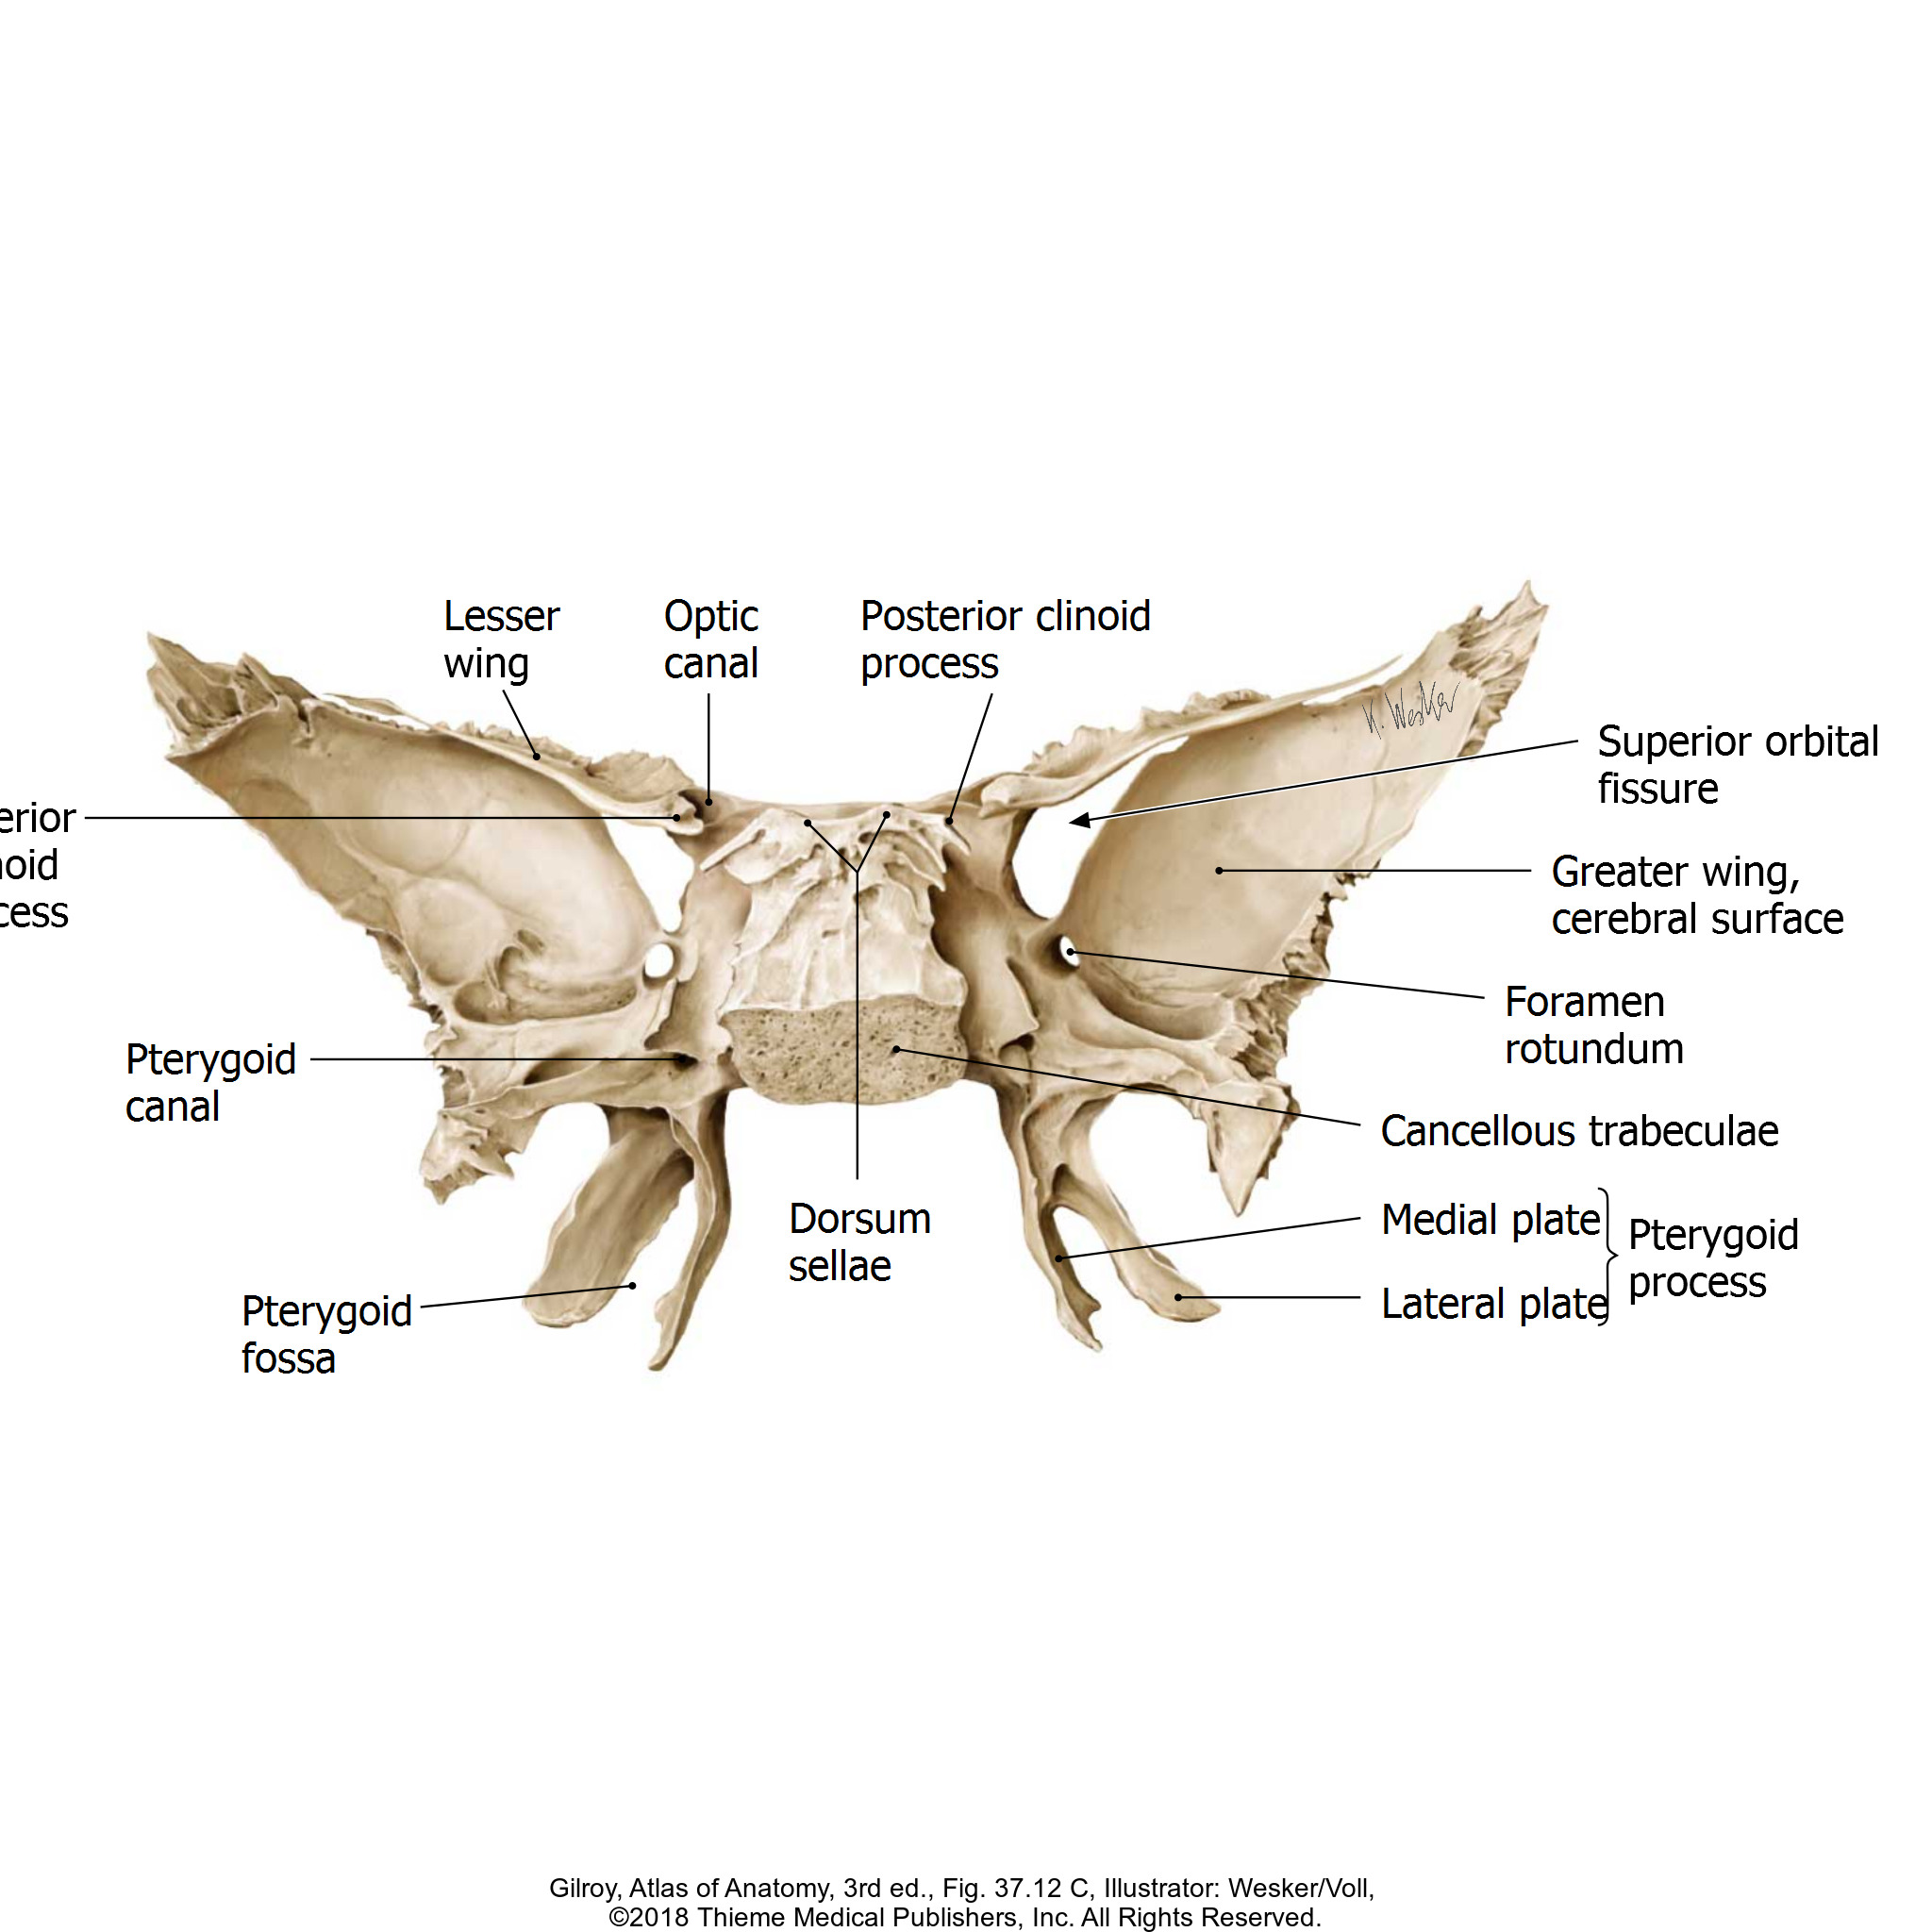 Lesser
wing
Optic
canal
Posterior clinoid
process
Superior orbital
fissure
erior
noid
cess
Greater wing,
cerebral surface
Foramen
rotundum
Pterygoid
canal
Cancellous trabeculae
Dorsum
sellae
Medial plate
Lateral plate
Pterygoid
process
Pterygoid
fossa
K. Wesker
Gilroy, Atlas of Anatomy, 3rd ed., Fig. 37.12 C, Illustrator: Wesker/Voll,
©2018 Thieme Medical Publishers, Inc. All Rights Reserved.